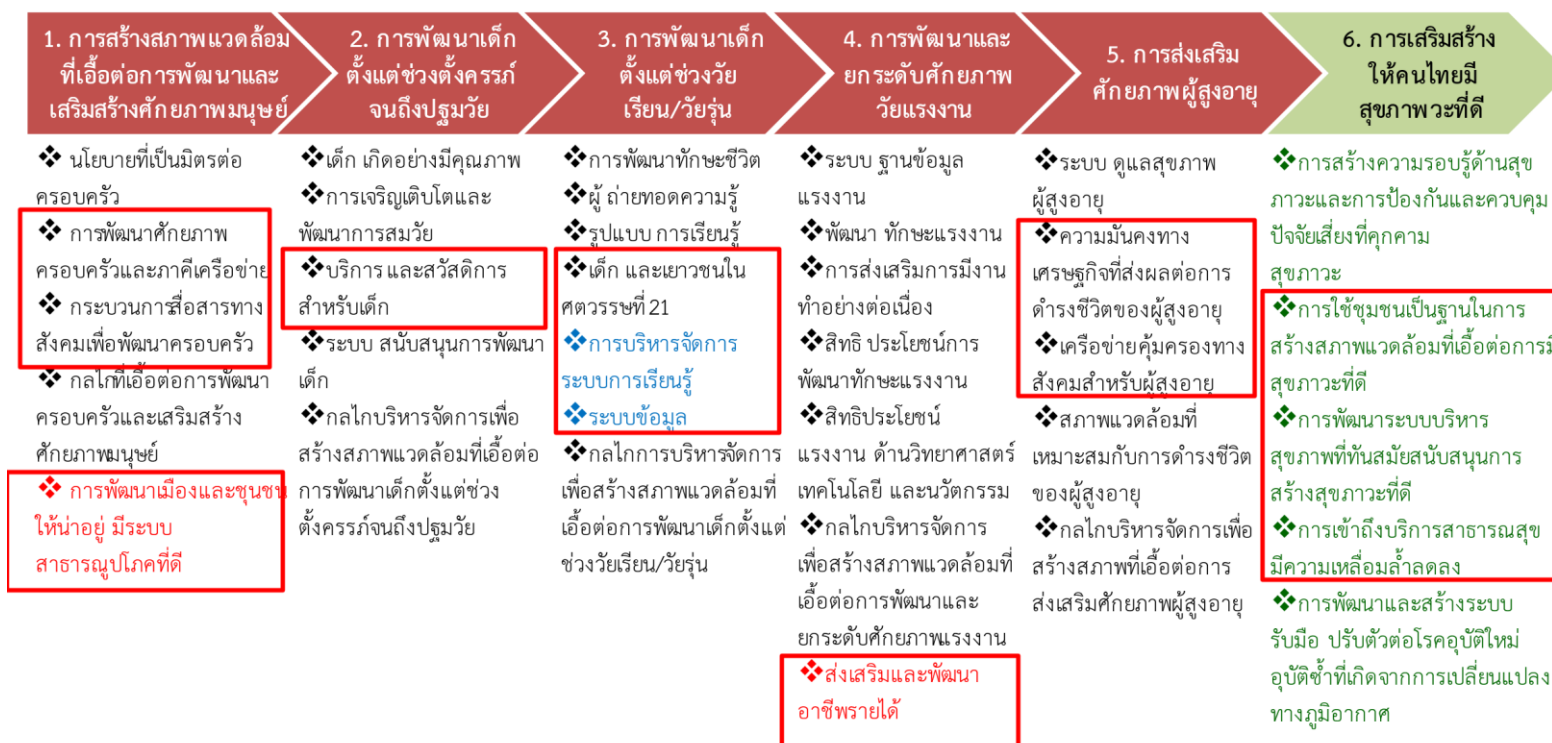 1. การสร้างสภาพแวดล้อม
ที่เอื้อต่อการพัฒนาและ
เสริมสร้างศักยภาพมนุษย์
2. การพัฒนาเด็ก
ตั้งแต่ช่วงตั้งครรภ์
จนถึงปฐมวัย
3. การพัฒนาเด็ก
ตั้งแต่ช่วงวัย
เรียน/วัยรุ่น
4. การพัฒนาและ
ยกระดับศักยภาพ
วัยแรงงาน
5. การส่งเสริม
ศักยภาพผู้สูงอายุ
6. การเสริมสร้าง
ให้คนไทยมี
สุขภาพวะที่ดี
❖ นโยบายที่เป็นมิตรต่อ
ครอบครัว
❖ การพัฒนาศักยภาพ
ครอบครัวและภาคีเครือข่าย
❖ กระบวนการสื่อสารทาง
สังคมเพื่อพัฒนาครอบครัว
❖ กลไกที่เอื้อต่อการพัฒนา
ครอบครัวและเสริมสร้าง
ศักยภาพมนุษย์
❖ การพัฒนาเมืองและชุนชน
ให้น่าอยู่ มีระบบ
สาธารณูปโภคที่ดี
❖เด็ก เกิดอย่างมีคุณภาพ
❖การเจริญเติบโตและ
พัฒนาการสมวัย
❖บริการ และสวัสดิการ
สำหรับเด็ก
❖ระบบ สนับสนุนการพัฒนา
เด็ก
❖กลไกบริหารจัดการเพื่อ
สร้างสภาพแวดล้อมที่เอื้อต่อ
การพัฒนาเด็กตั้งแต่ช่วง
ตั้งครรภ์จนถึงปฐมวัย
❖การพัฒนาทักษะชีวิต
❖ผู้ ถ่ายทอดความรู้
❖รูปแบบ การเรียนรู้
❖เด็ก และเยาวชนใน
ศตวรรษที่ 21
❖การบริหารจัดการ
ระบบการเรียนรู้
❖ระบบข้อมูล
❖กลไกการบริหารจัดการ
เพื่อสร้างสภาพแวดล้อมที่
เอื้อต่อการพัฒนาเด็กตั้งแต่
ช่วงวัยเรียน/วัยรุ่น
❖ระบบ ฐานข้อมูล
แรงงาน
❖พัฒนา ทักษะแรงงาน
❖การส่งเสริมการมีงาน
ทำอย่างต่อเนื่อง
❖สิทธิ ประโยชน์การ
พัฒนาทักษะแรงงาน
❖สิทธิประโยชน์
แรงงาน ด้านวิทยาศาสตร์
เทคโนโลยี และนวัตกรรม
❖กลไกบริหารจัดการ
เพื่อสร้างสภาพแวดล้อมที่
เอื้อต่อการพัฒนาและ
ยกระดับศักยภาพแรงงาน
❖ส่งเสริมและพัฒนา
อาชีพรายได้
❖ระบบ ดูแลสุขภาพ
ผู้สูงอายุ
❖ความมั่นคงทาง
เศรษฐกิจที่ส่งผลต่อการ
ดำรงชีวิตของผู้สูงอายุ
❖เครือข่ายคุ้มครองทาง
สังคมสำหรับผู้สูงอายุ
❖สภาพแวดล้อมที่
เหมาะสมกับการดำรงชีวิต
ของผู้สูงอายุ
❖กลไกบริหารจัดการเพื่อ
สร้างสภาพที่เอื้อต่อการ
ส่งเสริมศักยภาพผู้สูงอายุ
❖การสร้างความรอบรู้ด้านสุข
ภาวะและการป้องกันและควบคุม
ปัจจัยเสี่ยงที่คุกคาม
สุขภาวะ
❖การใช้ชุมชนเป็นฐานในการ
สร้างสภาพแวดล้อมที่เอื้อต่อการมี
สุขภาวะที่ดี
❖การพัฒนาระบบบริหาร
สุขภาพที่ทันสมัยสนับสนุนการ
สร้างสุขภาวะที่ดี
❖การเข้าถึงบริการสาธารณสุข
มีความเหลื่อมล้ำลดลง
❖การพัฒนาและสร้างระบบ
รับมือ ปรับตัวต่อโรคอุบัติใหม่
อุบัติซ้ำที่เกิดจากการเปลี่ยนแปลง
ทางภูมิอากาศ